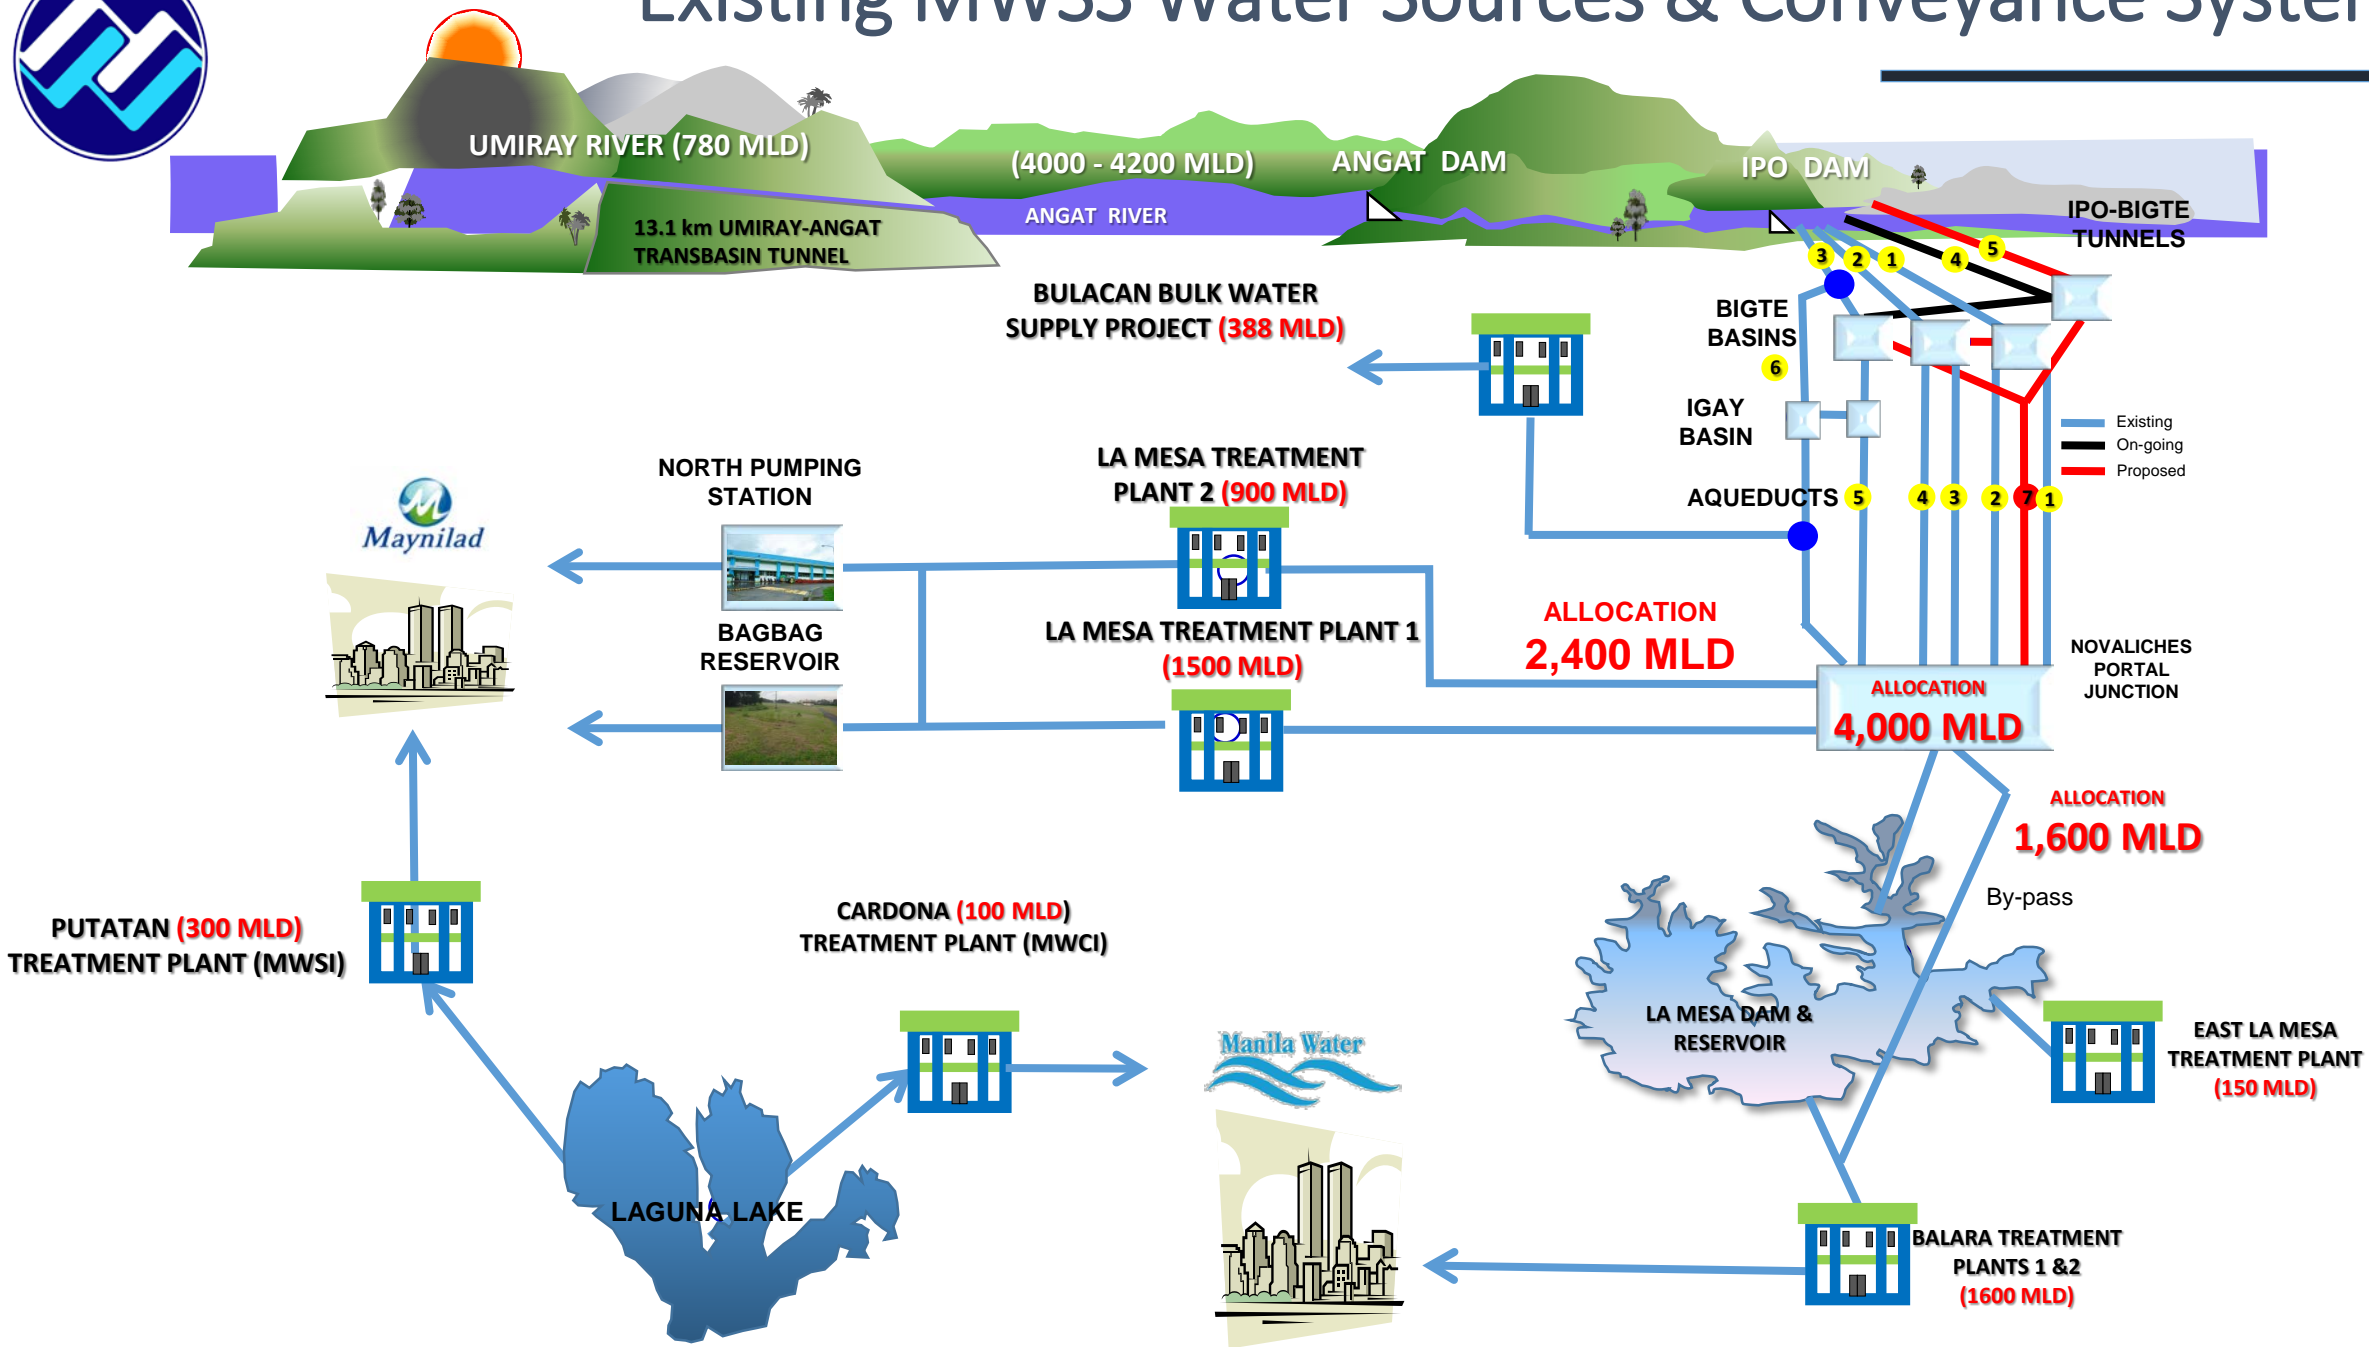 Existing MWSS Water Sources & Conveyance System
UMIRAY RIVER (780 MLD)
(4000 - 4200 MLD)
ANGAT DAM
IPO DAM
ANGAT RIVER
13.1 km UMIRAY-ANGAT
TRANSBASIN TUNNEL
IPO-BIGTE
TUNNELS
3
2
1
4
5
BULACAN BULK WATER
SUPPLY PROJECT (388 MLD)
BIGTE
BASINS
6
IGAY
BASIN
Existing
On-going
Proposed
AQUEDUCTS
5
4
3
2
7
1
Maynilad
NORTH PUMPING
STATION
LA MESA TREATMENT
PLANT 2 (900 MLD)
BAGBAG
RESERVOIR
LA MESA TREATMENT PLANT 1
(1500 MLD)
ALLOCATION
2,400 MLD
NOVALICHES
PORTAL
JUNCTION
ALLOCATION
4,000 MLD
ALLOCATION
1,600 MLD
By-pass
PUTATAN (300 MLD)
TREATMENT PLANT (MWSI)
CARDONA (100 MLD)
TREATMENT PLANT (MWCI)
Manila Water
LA MESA DAM &
RESERVOIR
EAST LA MESA
TREATMENT PLANT
(150 MLD)
LAGUNA LAKE
BALARA TREATMENT
PLANTS 1 &2
(1600 MLD)